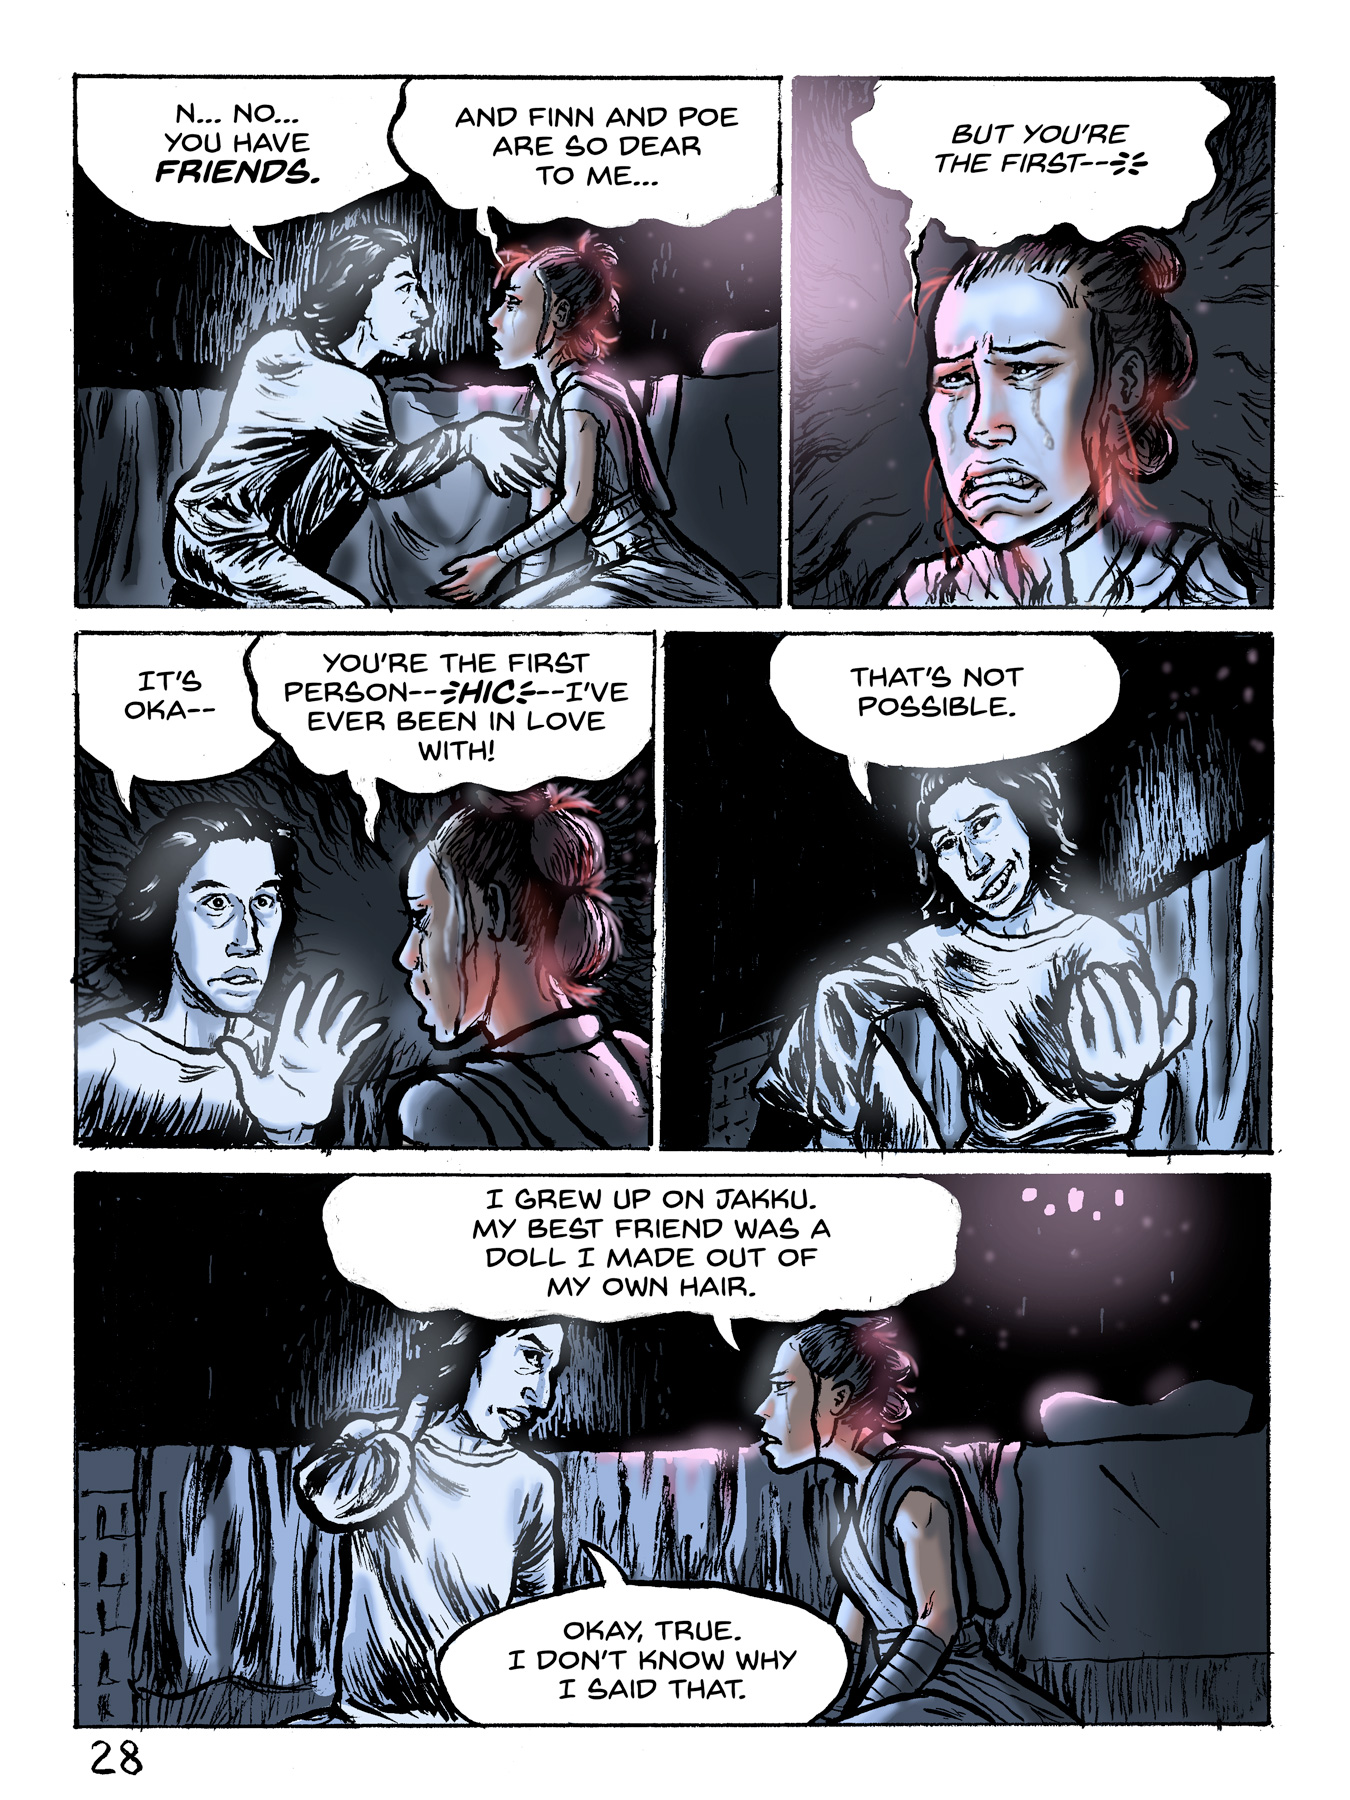 N... NO...
YOU HAVE
FRIENDS.
AND FINN AND POE
ARE SO DEAR
TO ME...
BUT YOU'RE
THE FIRST--
IT'S
OKA--
YOU'RE THE FIRST
PERSON--HIC--I'VE
EVER BEEN IN LOVE
WITH!
THAT'S NOT
POSSIBLE.
I GREW UP ON JAKKU.
MY BEST FRIEND WAS A
DOLL I MADE OUT OF
MY OWN HAIR.
OKAY, TRUE.
I DON'T KNOW WHY
I SAID THAT.
28